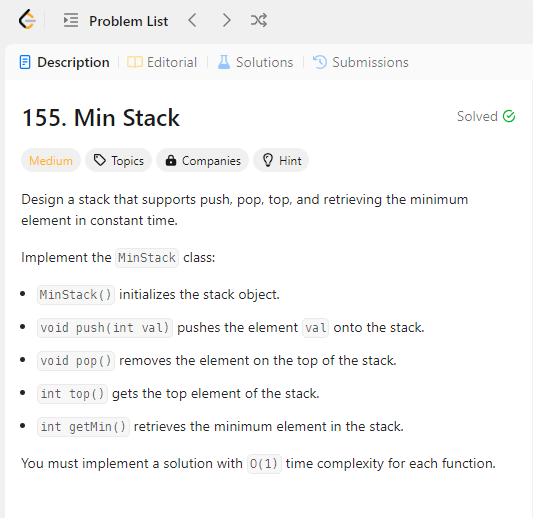 Problem List
Description
Editorial
Solutions
Submissions
155. Min Stack
Solved
Medium
Topics
Companies
Hint
Design a stack that supports push, pop, top, and retrieving the minimum
element in constant time.
Implement the MinStack class:
• MinStack() initializes the stack object.
• void push(int val) pushes the element val onto the stack.
• void pop() removes the element on the top of the stack.
• int top() gets the top element of the stack.
• int getMin() retrieves the minimum element in the stack.
You must implement a solution with O(1) time complexity for each function.